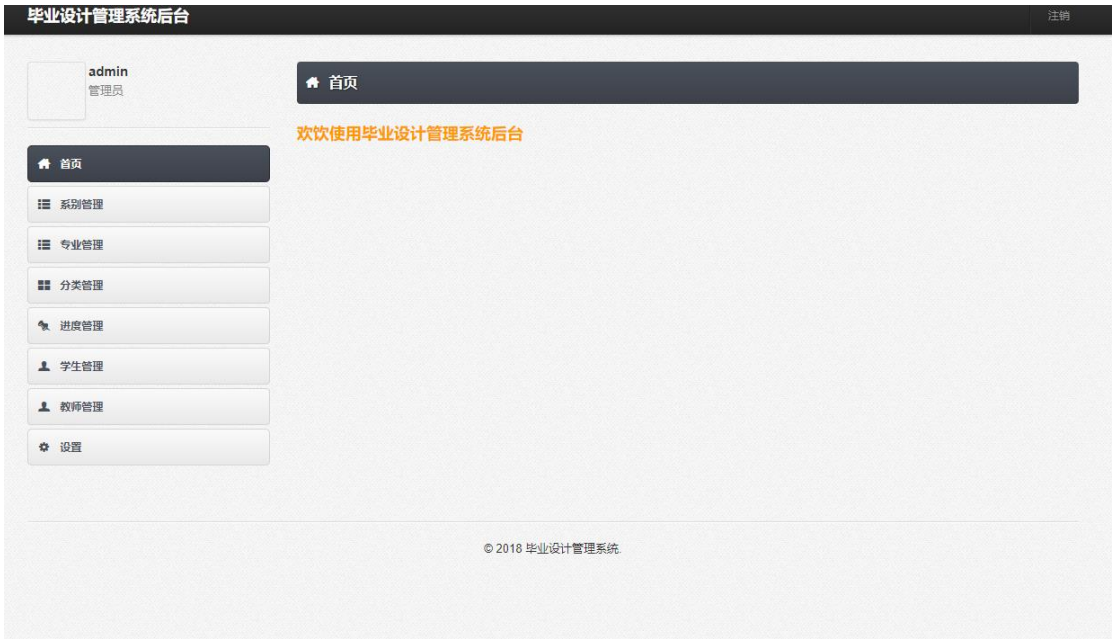 毕业设计管理系统后台
注销
admin
管理员
首页
系别管理
专业管理
分类管理
进度管理
学生管理
教师管理
设置
首页
欢饮使用毕业设计管理系统后台
© 2018 毕业设计管理系统.